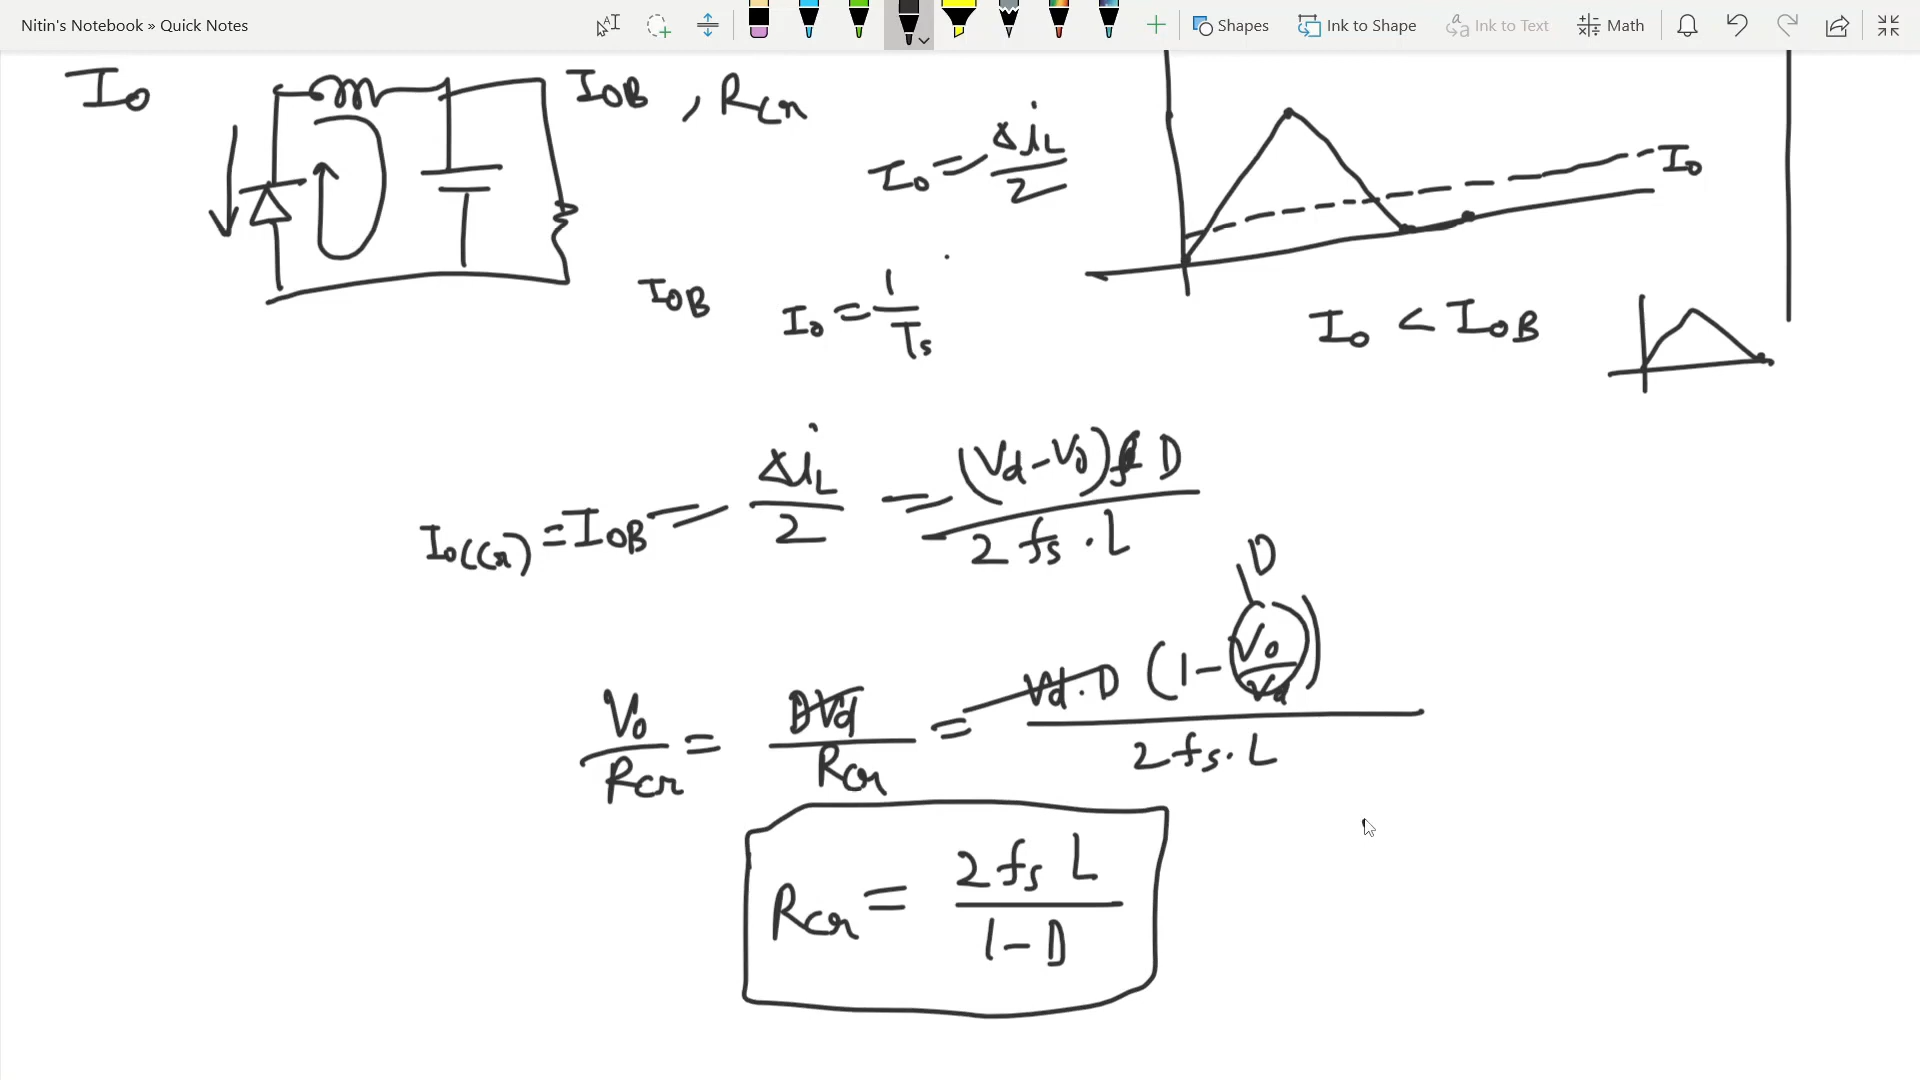 Nitin's Notebook » Quick Notes
Shapes
Ink to Shape
Ink to Text
Math
Io
IOB , Rcr
Io = ΔiL/2
Io
IOB
Io = 1/Ts
Io < IOB
Io(cr) = IOB = ΔiL/2 = (Vd-Vo) D / 2 fs . L
D
Vo/Rcr = DVd/Rcr = Vd . D (1 - Vo/Vd) / 2 fs . L
Rcr = 2 fs L / 1 - D